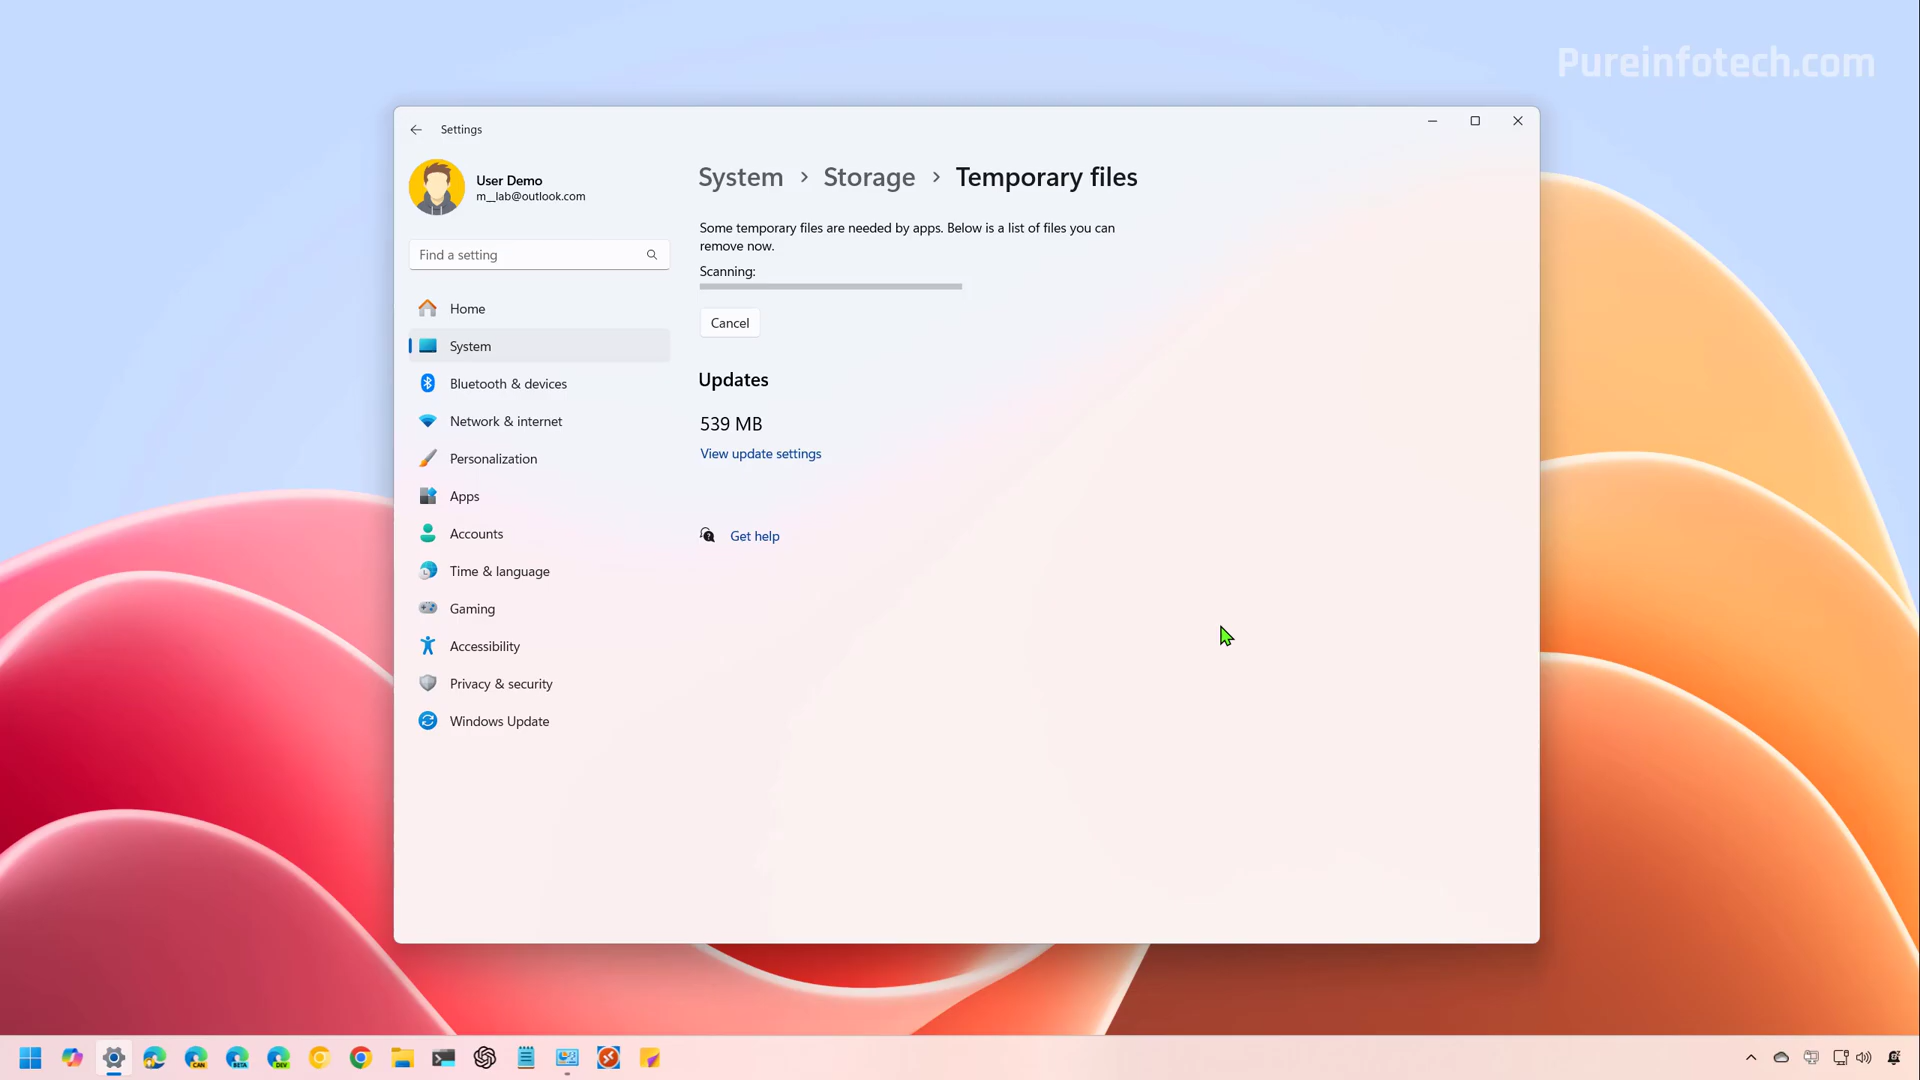 Pureinfotech.com
Settings
User Demo
m__lab@outlook.com
Find a setting
Home
System
Bluetooth & devices
Network & internet
Personalization
Apps
Accounts
Time & language
Gaming
Accessibility
Privacy & security
Windows Update
System > Storage > Temporary files
Some temporary files are needed by apps. Below is a list of files you can
remove now.
Scanning:
Cancel
Updates
539 MB
View update settings
Get help
CAN
BETA
DEV